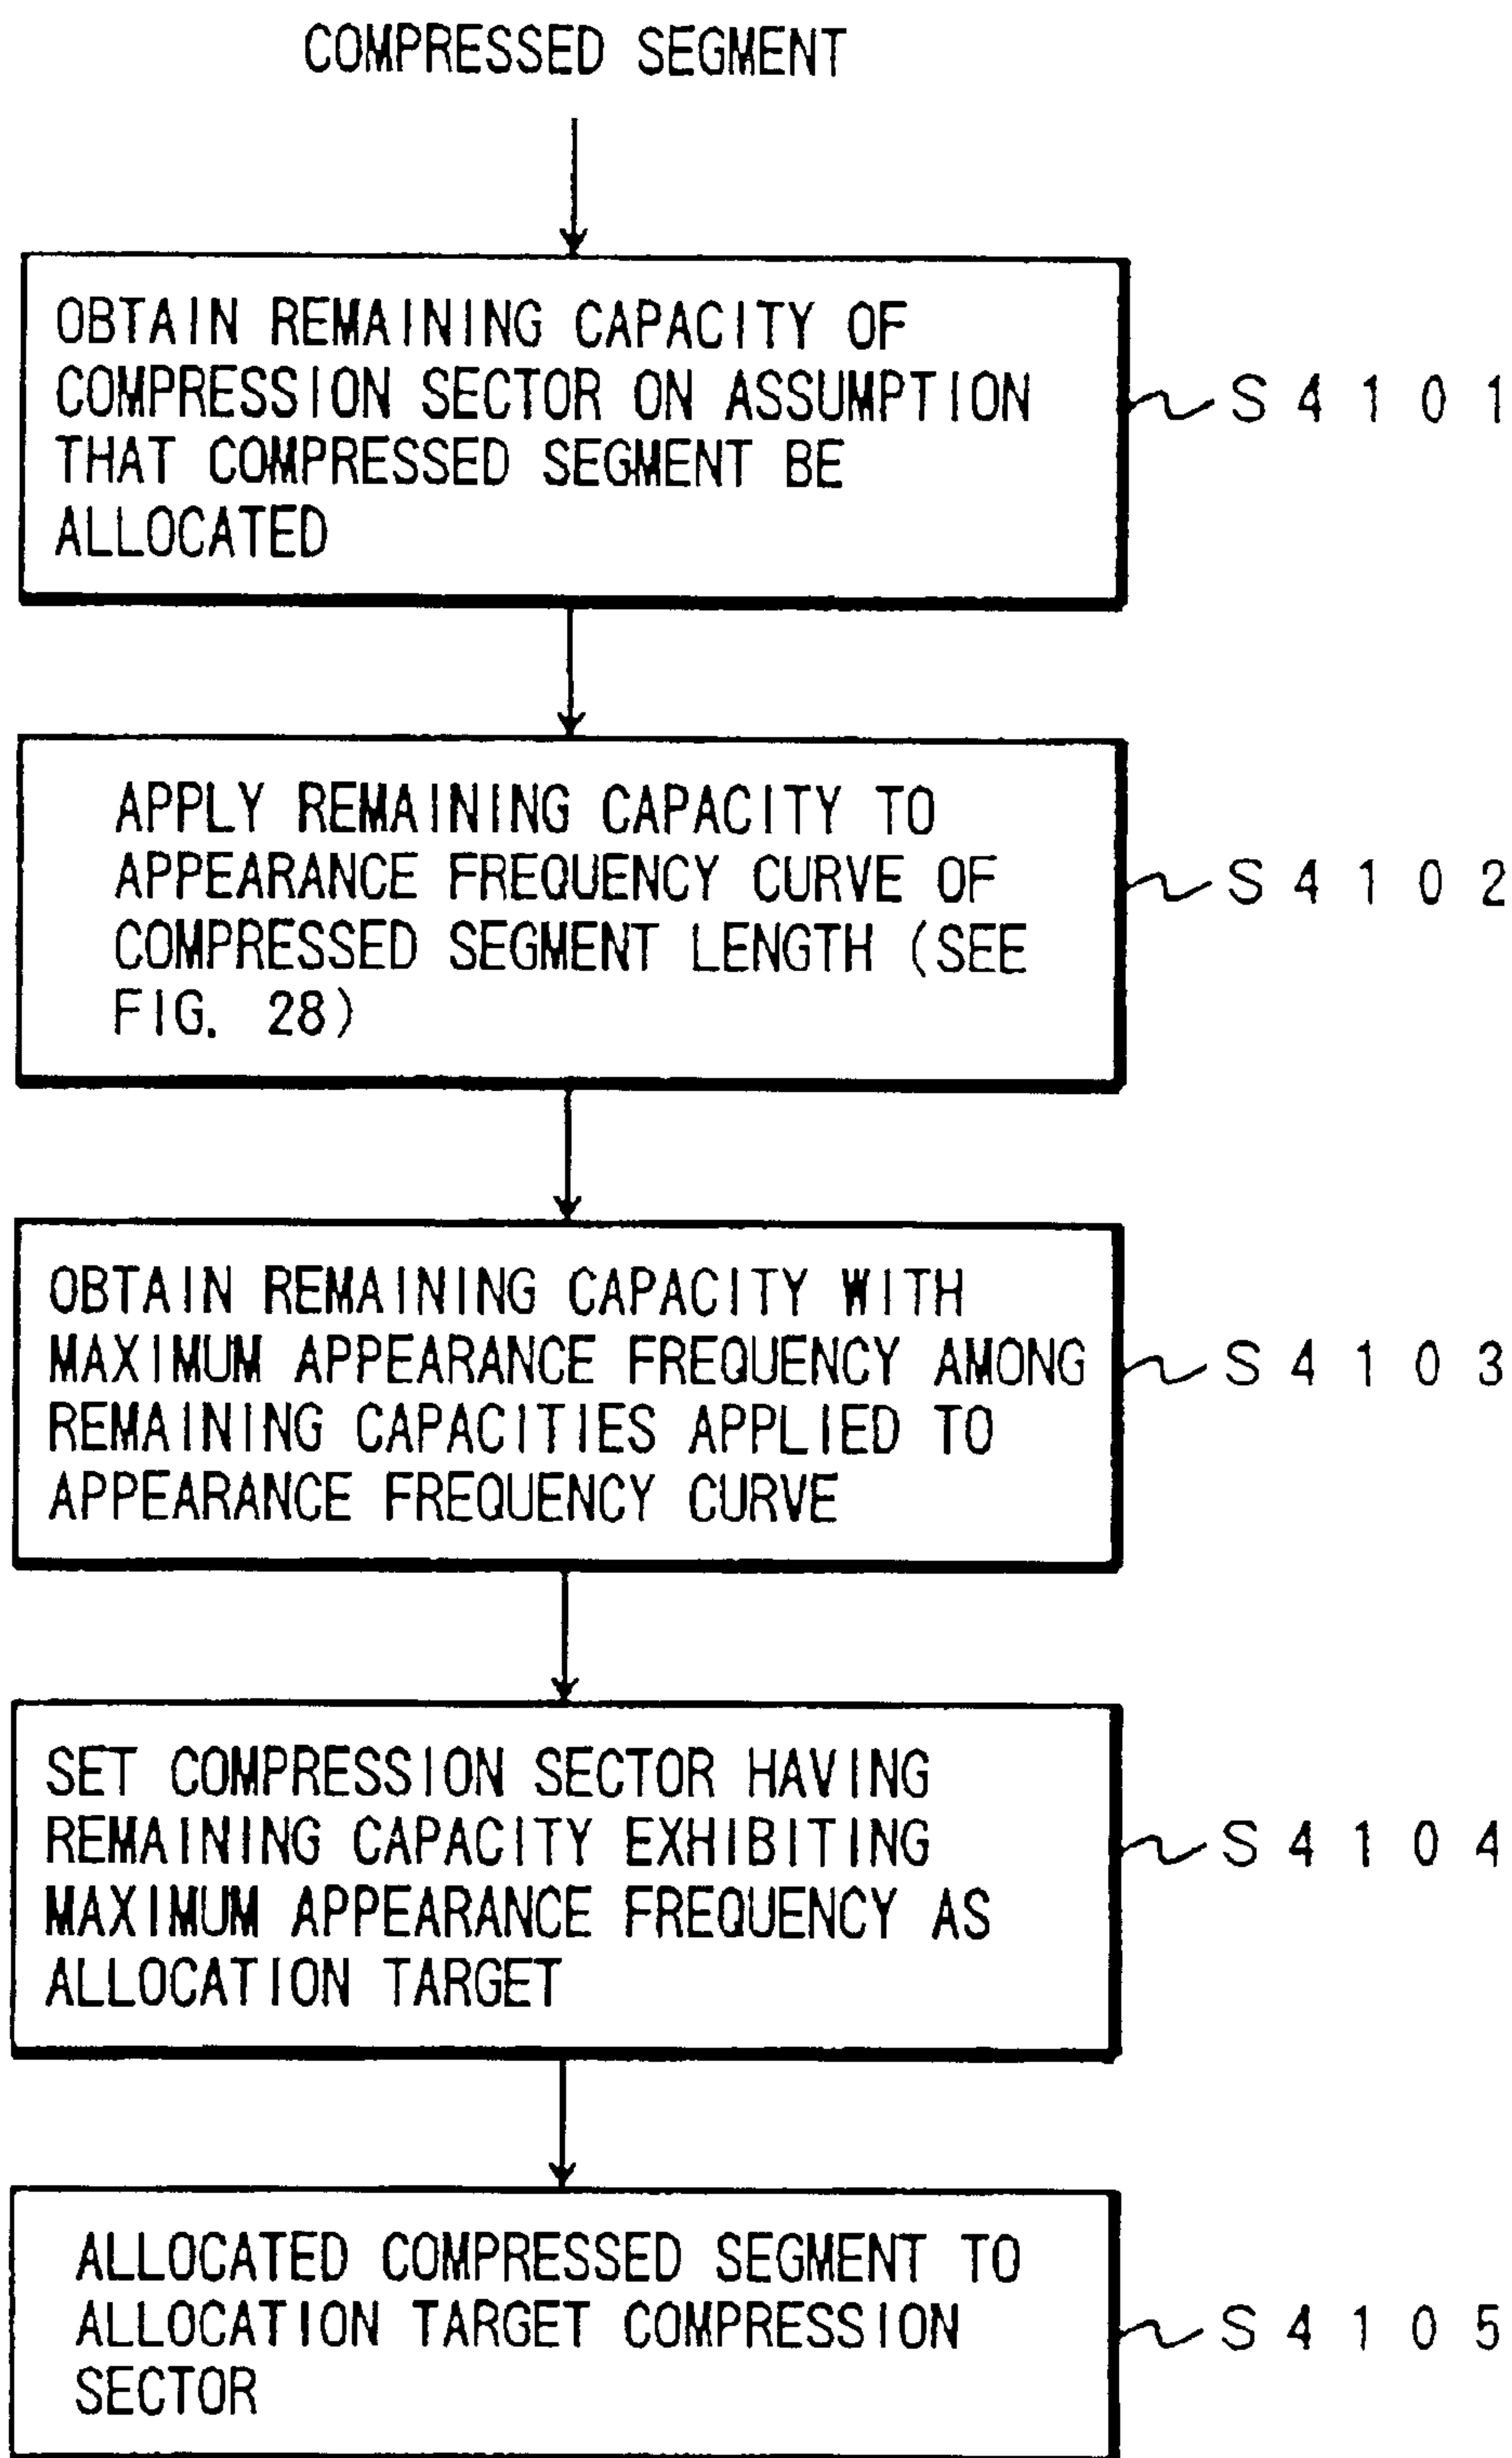 COMPRESSED SEGMENT
OBTAIN REMAINING CAPACITY OF
COMPRESSION SECTOR ON ASSUMPTION
THAT COMPRESSED SEGMENT BE
ALLOCATED
S4101
APPLY REMAINING CAPACITY TO
APPEARANCE FREQUENCY CURVE OF
COMPRESSED SEGMENT LENGTH (SEE
FIG. 28)
S4102
OBTAIN REMAINING CAPACITY WITH
MAXIMUM APPEARANCE FREQUENCY AMONG
REMAINING CAPACITIES APPLIED TO
APPEARANCE FREQUENCY CURVE
S4103
SET COMPRESSION SECTOR HAVING
REMAINING CAPACITY EXHIBITING
MAXIMUM APPEARANCE FREQUENCY AS
ALLOCATION TARGET
S4104
ALLOCATED COMPRESSED SEGMENT TO
ALLOCATION TARGET COMPRESSION
SECTOR
S4105